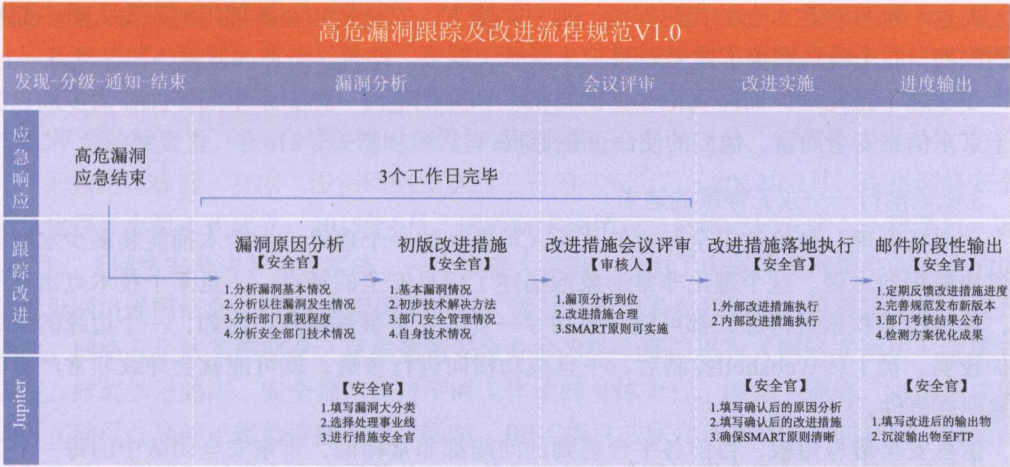 高危漏洞跟踪及改进流程规范V1.0
发现-分级-通知-结束
漏洞分析
会议评审
改进实施
进度输出
应急响应
高危漏洞
应急结束
3个工作日完毕
跟踪改进
漏洞原因分析
【安全官】
1.分析漏洞基本情况
2.分析以往漏洞发生情况
3.分析部门重视程度
4.分析安全部门技术情况
初版改进措施
【安全官】
1.基本漏洞情况
2.初步技术解决方法
3.部门安全管理情况
4.自身技术情况
改进措施会议评审
【审核人】
1.漏顶分析到位
2.改进措施合理
3.SMART原则可实施
改进措施落地执行
【安全官】
1.外部改进措施执行
2.内部改进措施执行
邮件阶段性输出
【安全官】
1.定期反馈改进措施进度
2.完善规范发布新版本
3.部门考核结果公布
4.检测方案优化成果
Jupiter
【安全官】
1.填写漏洞大分类
2.选择处理事业线
3.进行措施安全官
【安全官】
1.填写确认后的原因分析
2.填写确认后的改进措施
3.确保SMART原则清晰
【安全官】
1.填写改进后的输出物
2.沉淀输出物至FTP